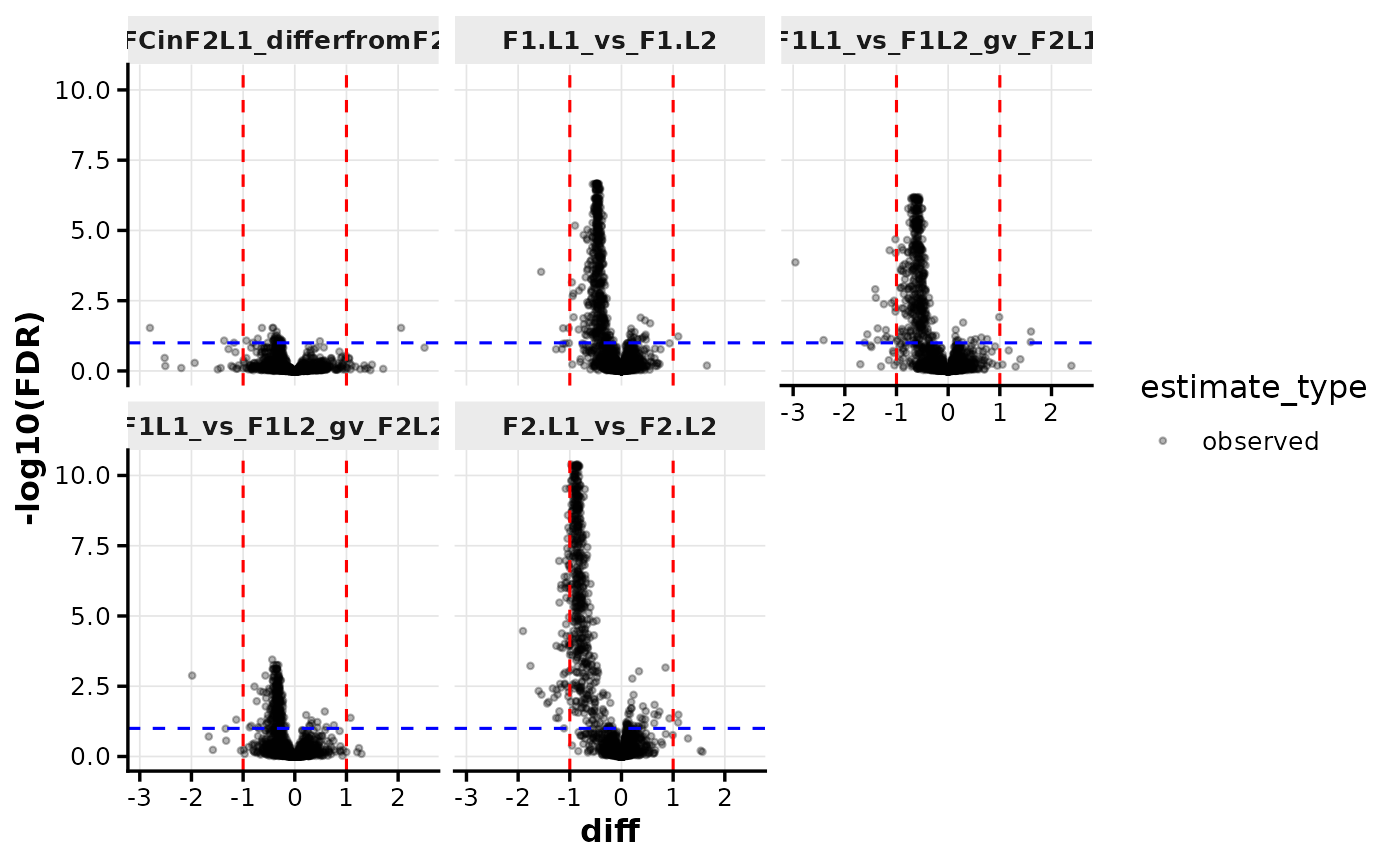 FCinF2L1_differfromF2
F1.L1_vs_F1.L2
F1L1_vs_F1L2_gv_F2L1
10.0
7.5
5.0
2.5
0.0
-3 -2 -1 0 1 2
F1L1_vs_F1L2_gv_F2L2
F2.L1_vs_F2.L2
10.0
7.5
5.0
2.5
0.0
-3 -2 -1 0 1 2
-3 -2 -1 0 1 2
diff
-log10(FDR)
estimate_type
observed